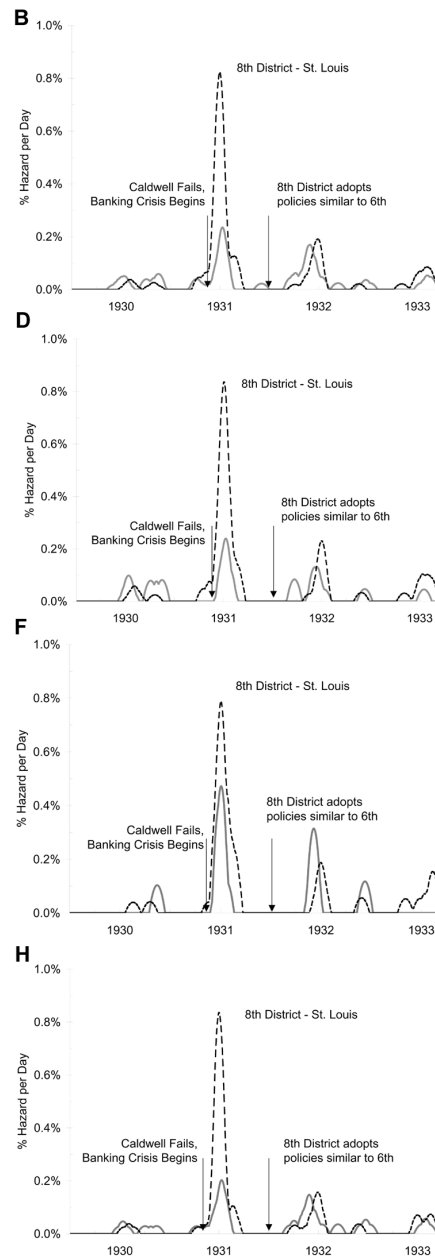 B
1.0%
8th District - St. Louis
0.8%
0.6%
% Hazard per Day
0.4%
Caldwell Fails,
Banking Crisis Begins
8th District adopts
policies similar to 6th
0.2%
0.0%
1930 1931 1932 1933
D
1.0%
8th District - St. Louis
0.8%
0.6%
% Hazard per Day
0.4%
8th District adopts
policies similar to 6th
Caldwell Fails,
Banking Crisis Begins
0.2%
0.0%
1930 1931 1932 1933
F
1.0%
8th District - St. Louis
0.8%
0.6%
% Hazard per Day
0.4%
8th District adopts
policies similar to 6th
Caldwell Fails,
Banking Crisis Begins
0.2%
0.0%
1930 1931 1932 1933
H
1.0%
8th District - St. Louis
0.8%
0.6%
% Hazard per Day
0.4%
Caldwell Fails,
Banking Crisis Begins
8th District adopts
policies similar to 6th
0.2%
0.0%
1930 1931 1932 1933